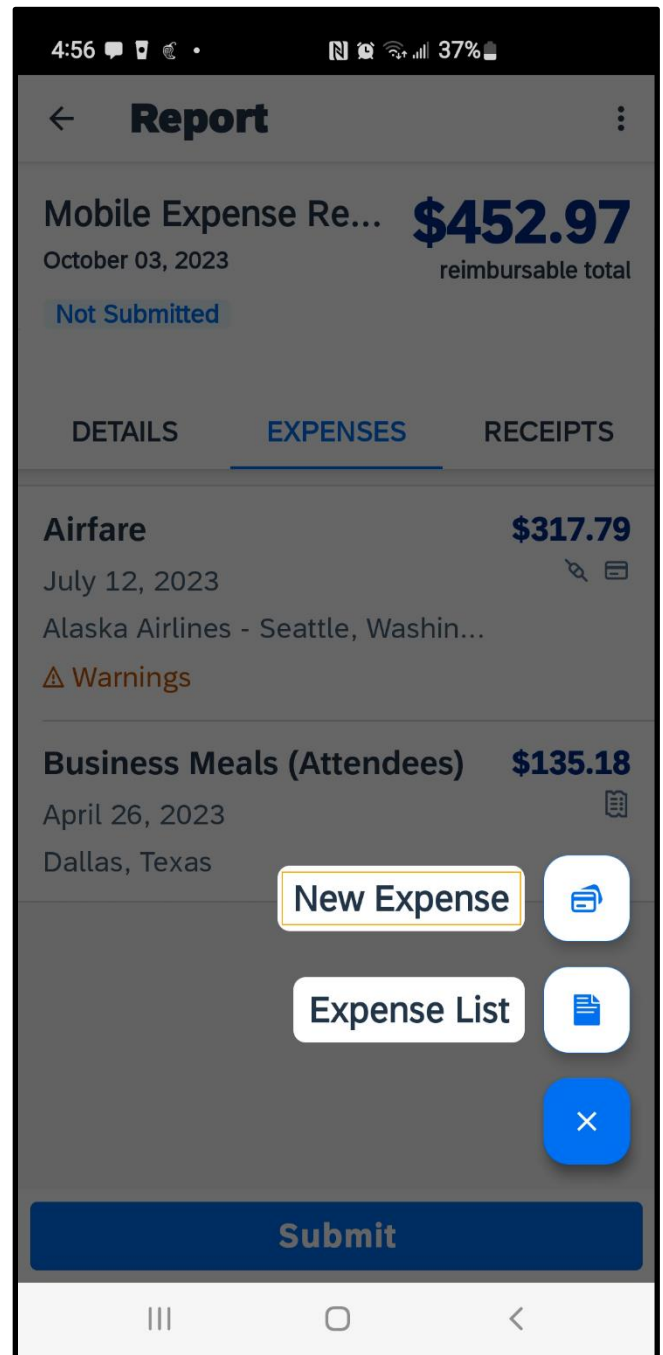 4:56 37%
Report
Mobile Expense Re... $452.97
October 03, 2023 reimbursable total
Not Submitted
DETAILS EXPENSES RECEIPTS
Airfare $317.79
July 12, 2023
Alaska Airlines - Seattle, Washin...
Warnings
Business Meals (Attendees) $135.18
April 26, 2023
Dallas, Texas
New Expense
Expense List
Submit